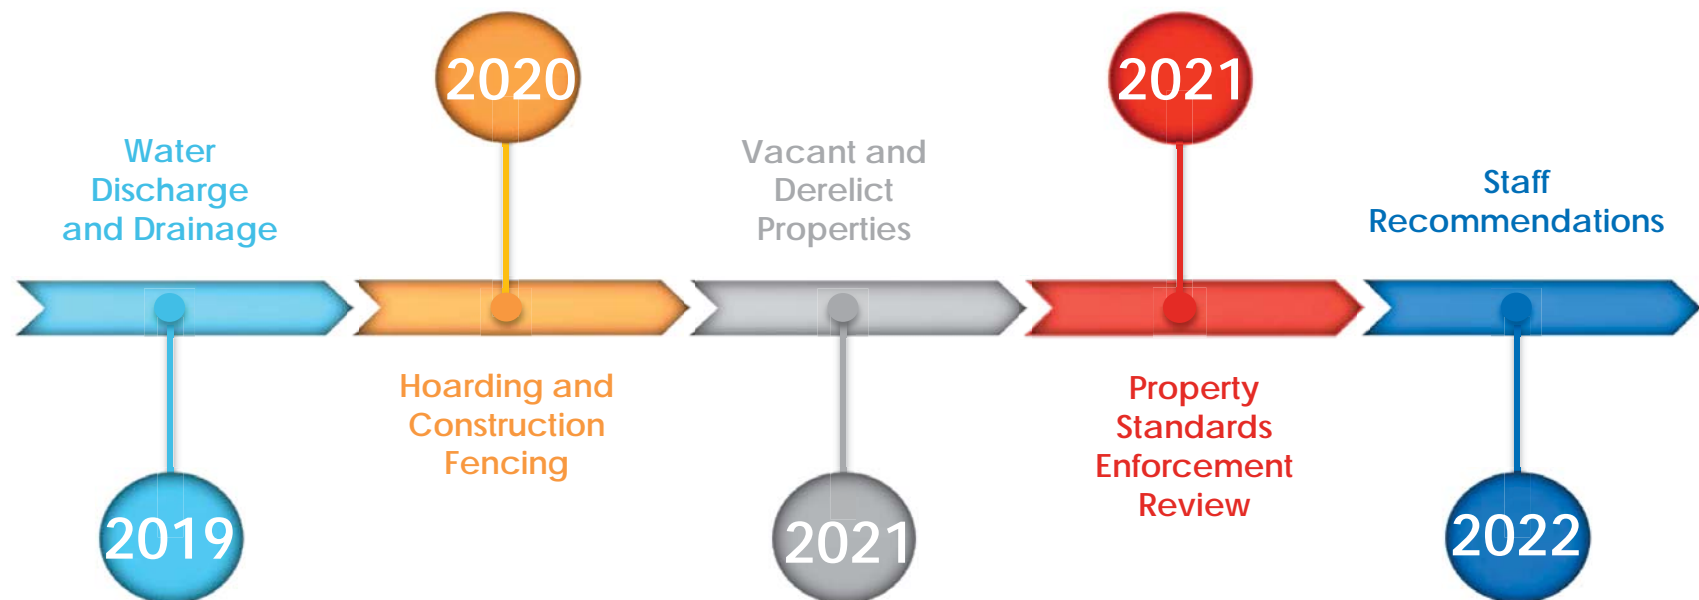 Water
Discharge
and Drainage
2019
2020
Hoarding and
Construction
Fencing
Vacant and
Derelict
Properties
2021
2021
Property
Standards
Enforcement
Review
Staff
Recommendations
2022